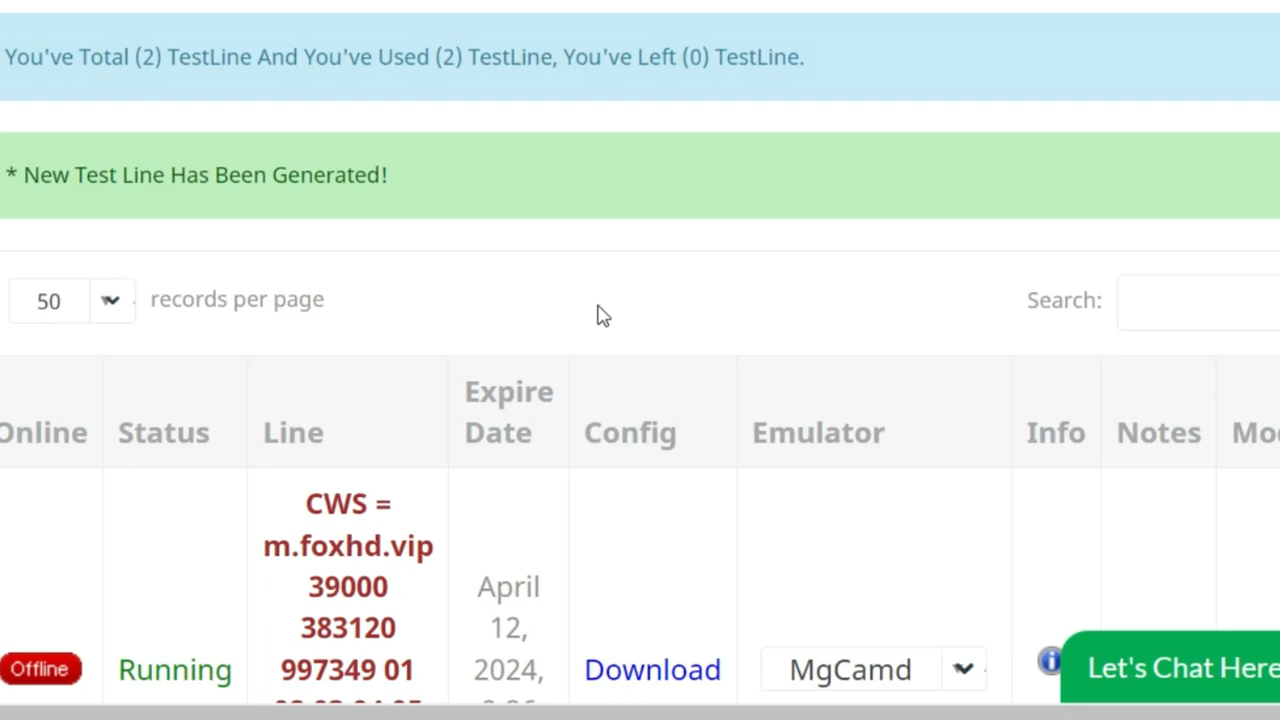 You've Total (2) TestLine And You've Used (2) TestLine, You've Left (0) TestLine.
* New Test Line Has Been Generated!
50 records per page
Search:
Online Status Line Expire Date Config Emulator Info Notes
Offline
Running
CWS =
m.foxhd.vip
39000
383120
997349 01
April
12,
2024,
Download
MgCamd
Let's Chat Here